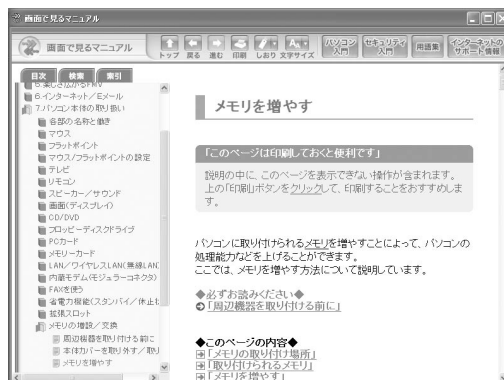 画面で見るマニュアル
画面で見るマニュアル
トップ 戻る 進む 印刷 しおり 文字サイズ
パソコン入門
セキュリティ入門
用語集
インターネットのサポート情報
目次 検索 索引
6.楽しさ広がるFMV
6.インターネット/Eメール
7.パソコン本体の取り扱い
各部の名称と働き
マウス
フラットポイント
マウス/フラットポイントの設定
テレビ
リモコン
スピーカー/サウンド
画面(ディスプレイ)
CD/DVD
フロッピーディスクドライブ
PCカード
メモリーカード
LAN/ワイヤレスLAN(無線LAN
内蔵モデム(モジュラーコネクタ)
FAXを使う
省電力機能(スタンバイ/休止
拡張スロット
メモリの増設/交換
周辺機器を取り付ける前に
本体カバーを取り外す/取り
メモリを増やす
メモリを増やす
「このページは印刷しておくと便利です」
説明の中に、このページを表示できない操作が含まれます。
上の「印刷」ボタンをクリックして、印刷することをおすすめしま
す。
パソコンに取り付けられるメモリを増やすことによって、パソコンの
処理能力などを上げることができます。
ここでは、メモリを増やす方法について説明しています。
◆必ずお読みください◆
「周辺機器を取り付ける前に」
◆このページの内容◆
「メモリの取り付け場所」
「取り付けられるメモリ」
「メモリを増やす」